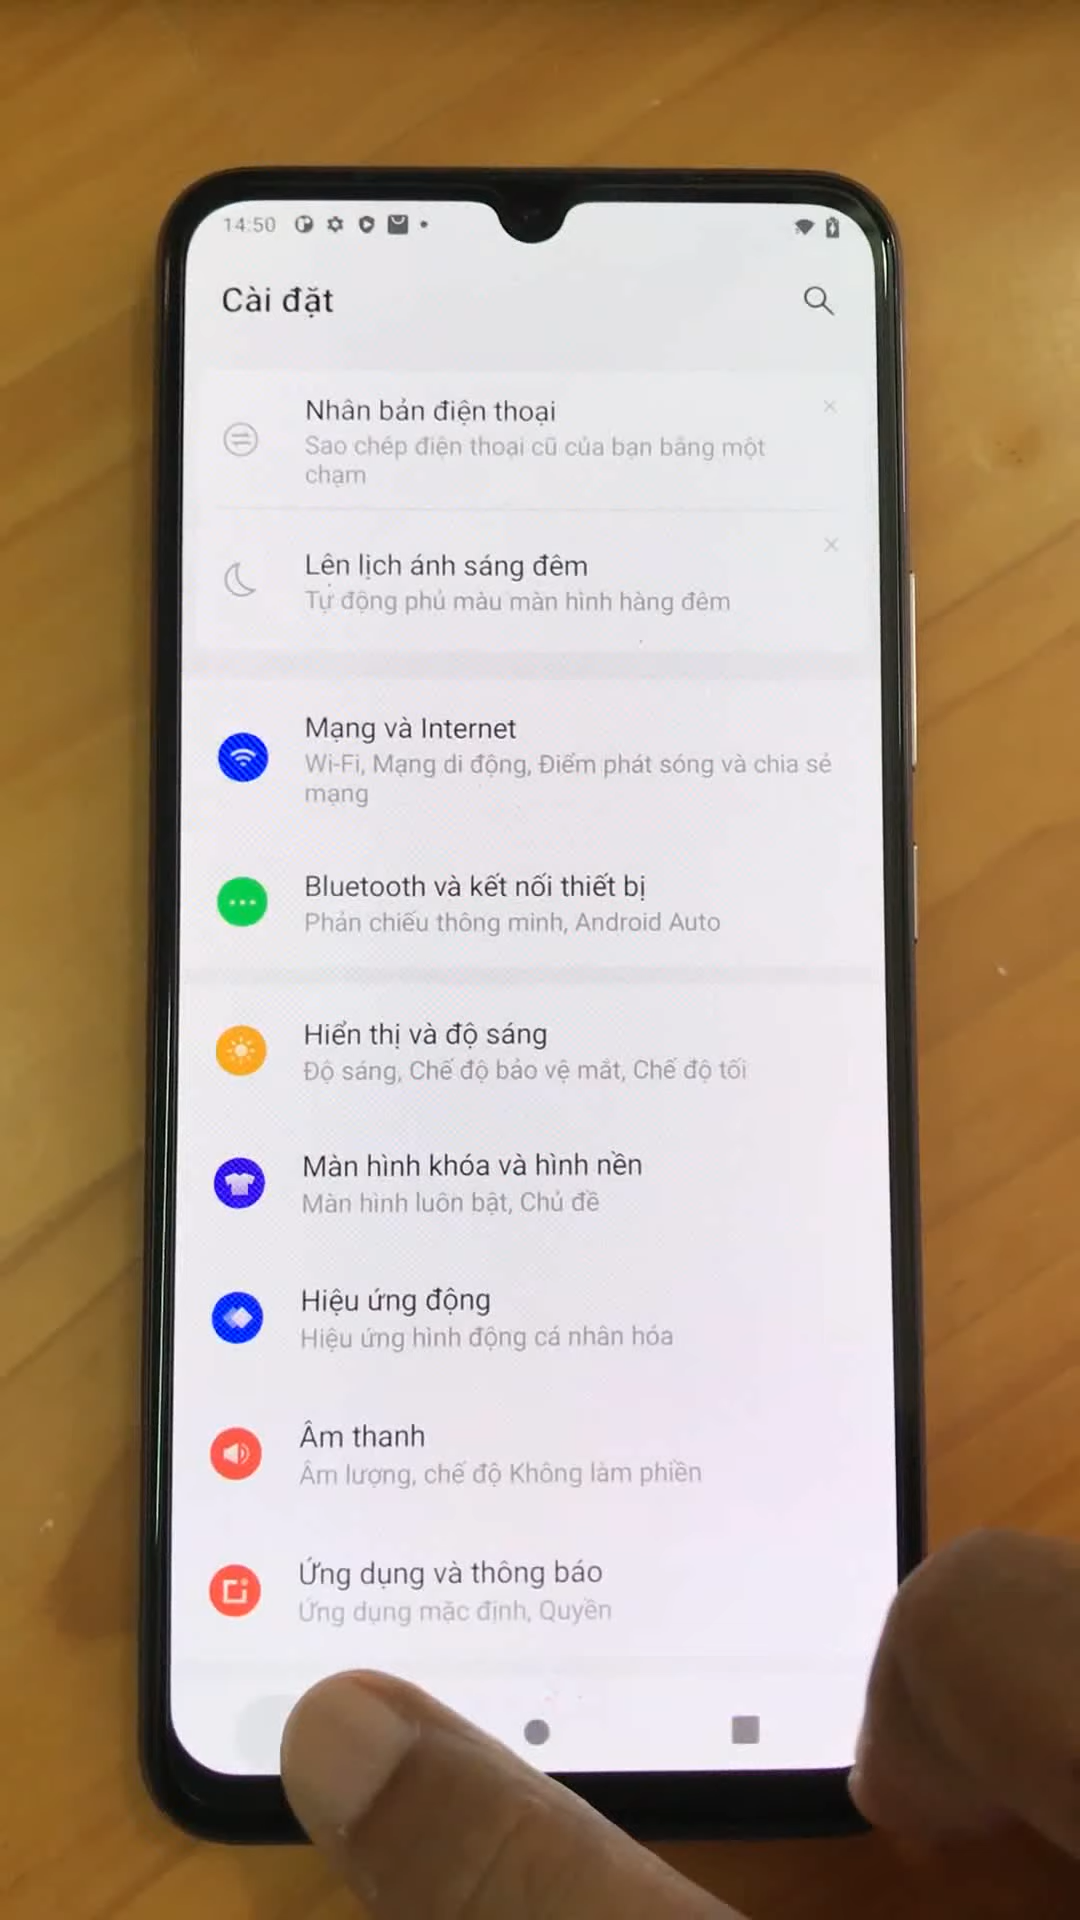 14:50
Cài đặt
Nhân bản điện thoại
Sao chép điện thoại cũ của bạn bằng một
chạm
Lên lịch ánh sáng đêm
Tự động phủ màu màn hình hàng đêm
Mạng và Internet
Wi-Fi, Mạng di động, Điểm phát sóng và chia sẻ
mạng
Bluetooth và kết nối thiết bị
Phản chiếu thông minh, Android Auto
Hiển thị và độ sáng
Độ sáng, Chế độ bảo vệ mắt, Chế độ tối
Màn hình khóa và hình nền
Màn hình luôn bật, Chủ đề
Hiệu ứng động
Hiệu ứng hình động cá nhân hóa
Âm thanh
Âm lượng, chế độ Không làm phiền
Ứng dụng và thông báo
Ứng dụng mặc định, Quyền